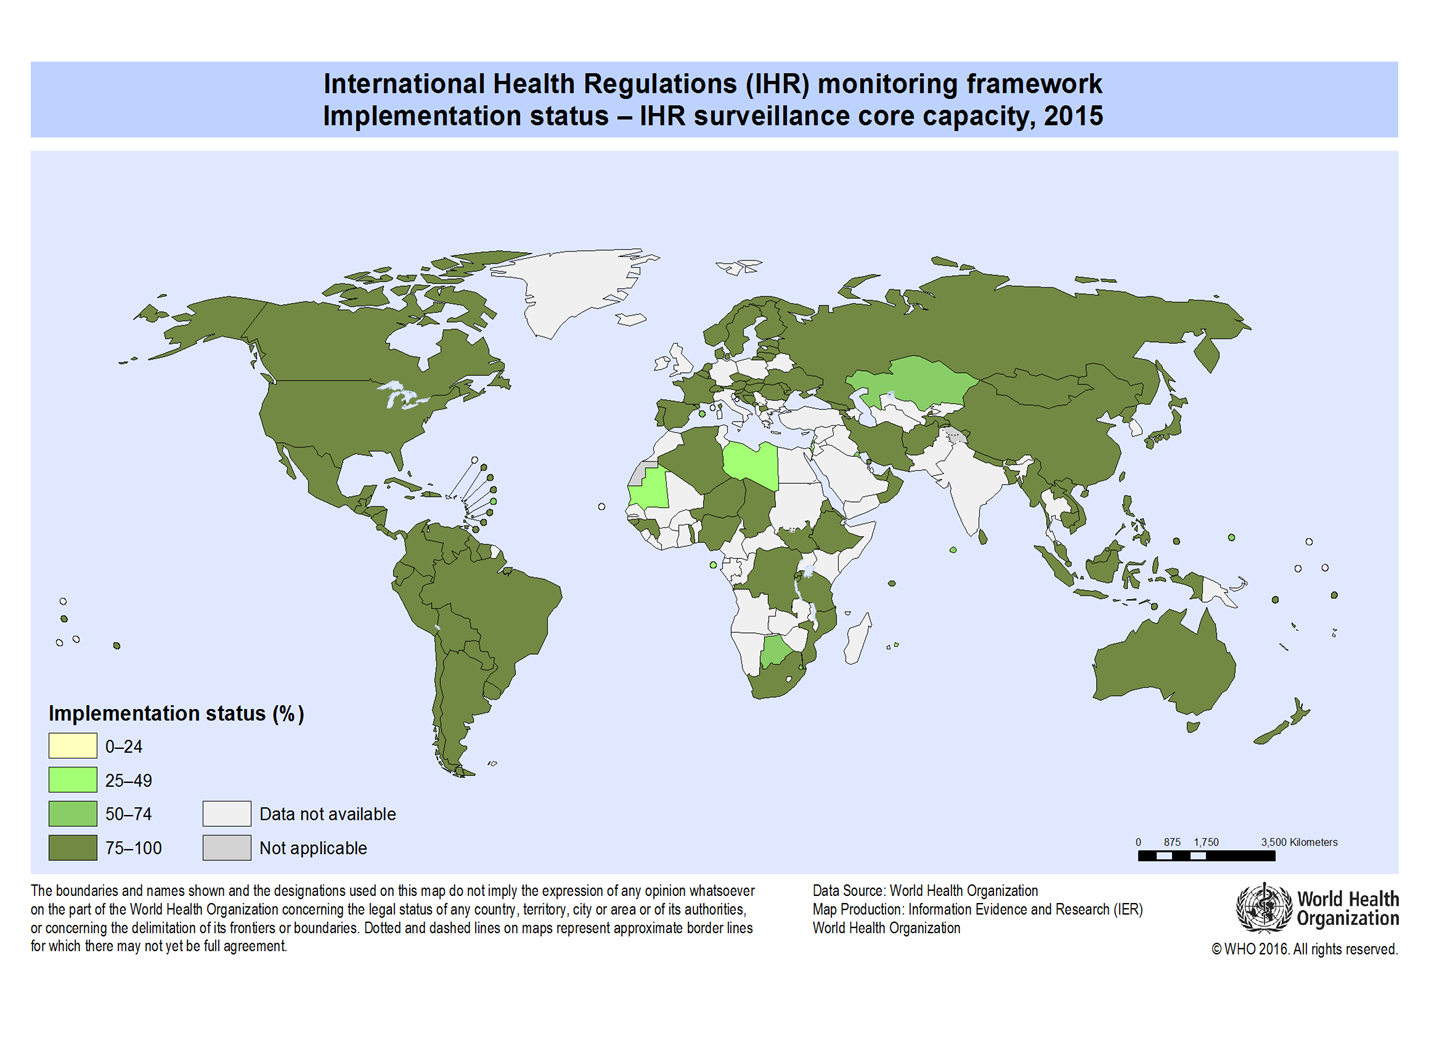 International Health Regulations (IHR) monitoring framework
Implementation status – IHR surveillance core capacity, 2015
Implementation status (%)
0–24
25–49
50–74
75–100
Data not available
Not applicable
0 875 1,750 3,500 Kilometers
The boundaries and names shown and the designations used on this map do not imply the expression of any opinion whatsoever
on the part of the World Health Organization concerning the legal status of any country, territory, city or area or of its authorities,
or concerning the delimitation of its frontiers or boundaries. Dotted and dashed lines on maps represent approximate border lines
for which there may not yet be full agreement.
Data Source: World Health Organization
Map Production: Information Evidence and Research (IER)
World Health Organization
World Health
Organization
© WHO 2016. All rights reserved.